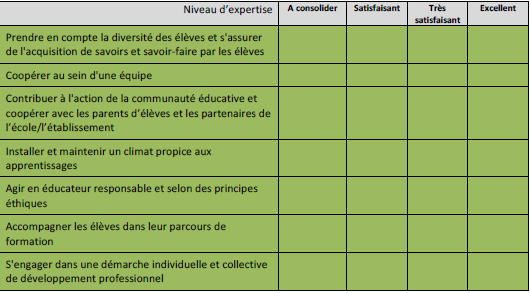 Niveau d'expertise A consolider Satisfaisant Très satisfaisant Excellent
Prendre en compte la diversité des élèves et s'assurer
de l'acquisition de savoirs et savoir-faire par les élèves
Coopérer au sein d'une équipe
Contribuer à l'action de la communauté éducative et
coopérer avec les parents d'élèves et les partenaires de
l'école/l'établissement
Installer et maintenir un climat propice aux
apprentissages
Agir en éducateur responsable et selon des principes
éthiques
Accompagner les élèves dans leur parcours de
formation
S'engager dans une démarche individuelle et collective
de développement professionnel